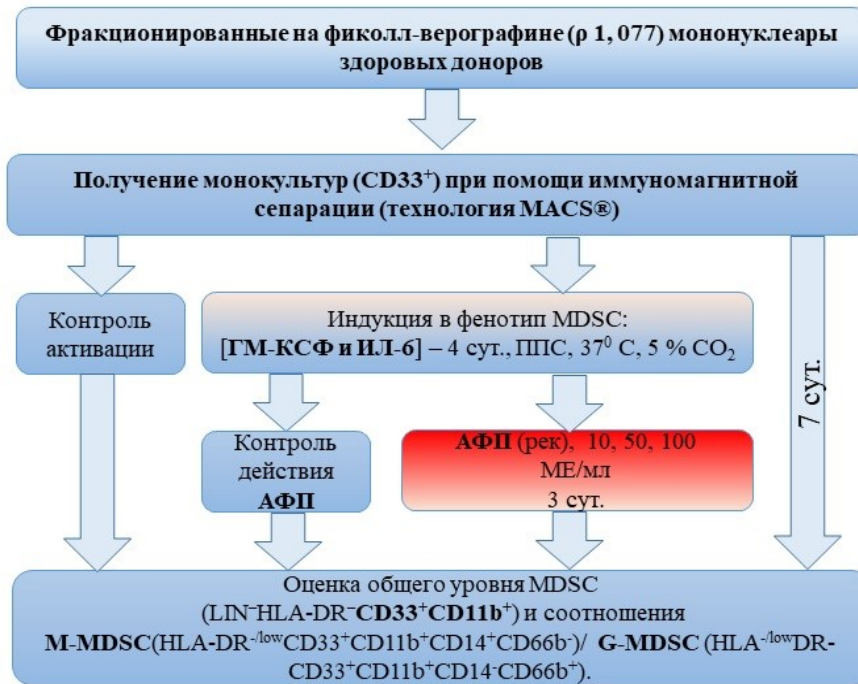 Фракционированные на фиколл-верографине (ρ 1, 077) мононуклеары
здоровых доноров
Получение монокультур (CD33⁺) при помощи иммуномагнитной
сепарации (технология MACS®)
Контроль
активации
Индукция в фенотип MDSC:
[ГМ-КСФ и ИЛ-6] – 4 сут., ППС, 37⁰ С, 5 % CO₂
7 сут.
Контроль
действия
АФП
АФП (рек), 10, 50, 100
МЕ/мл
3 сут.
Оценка общего уровня MDSC
(LIN⁻HLA-DR⁻CD33⁺CD11b⁺) и соотношения
M-MDSC(HLA-DR⁻/ˡᵒʷCD33⁺CD11b⁺CD14⁺CD66b⁻)/ G-MDSC (HLA⁻/ˡᵒʷDR-
CD33⁺CD11b⁺CD14⁻CD66b⁺).